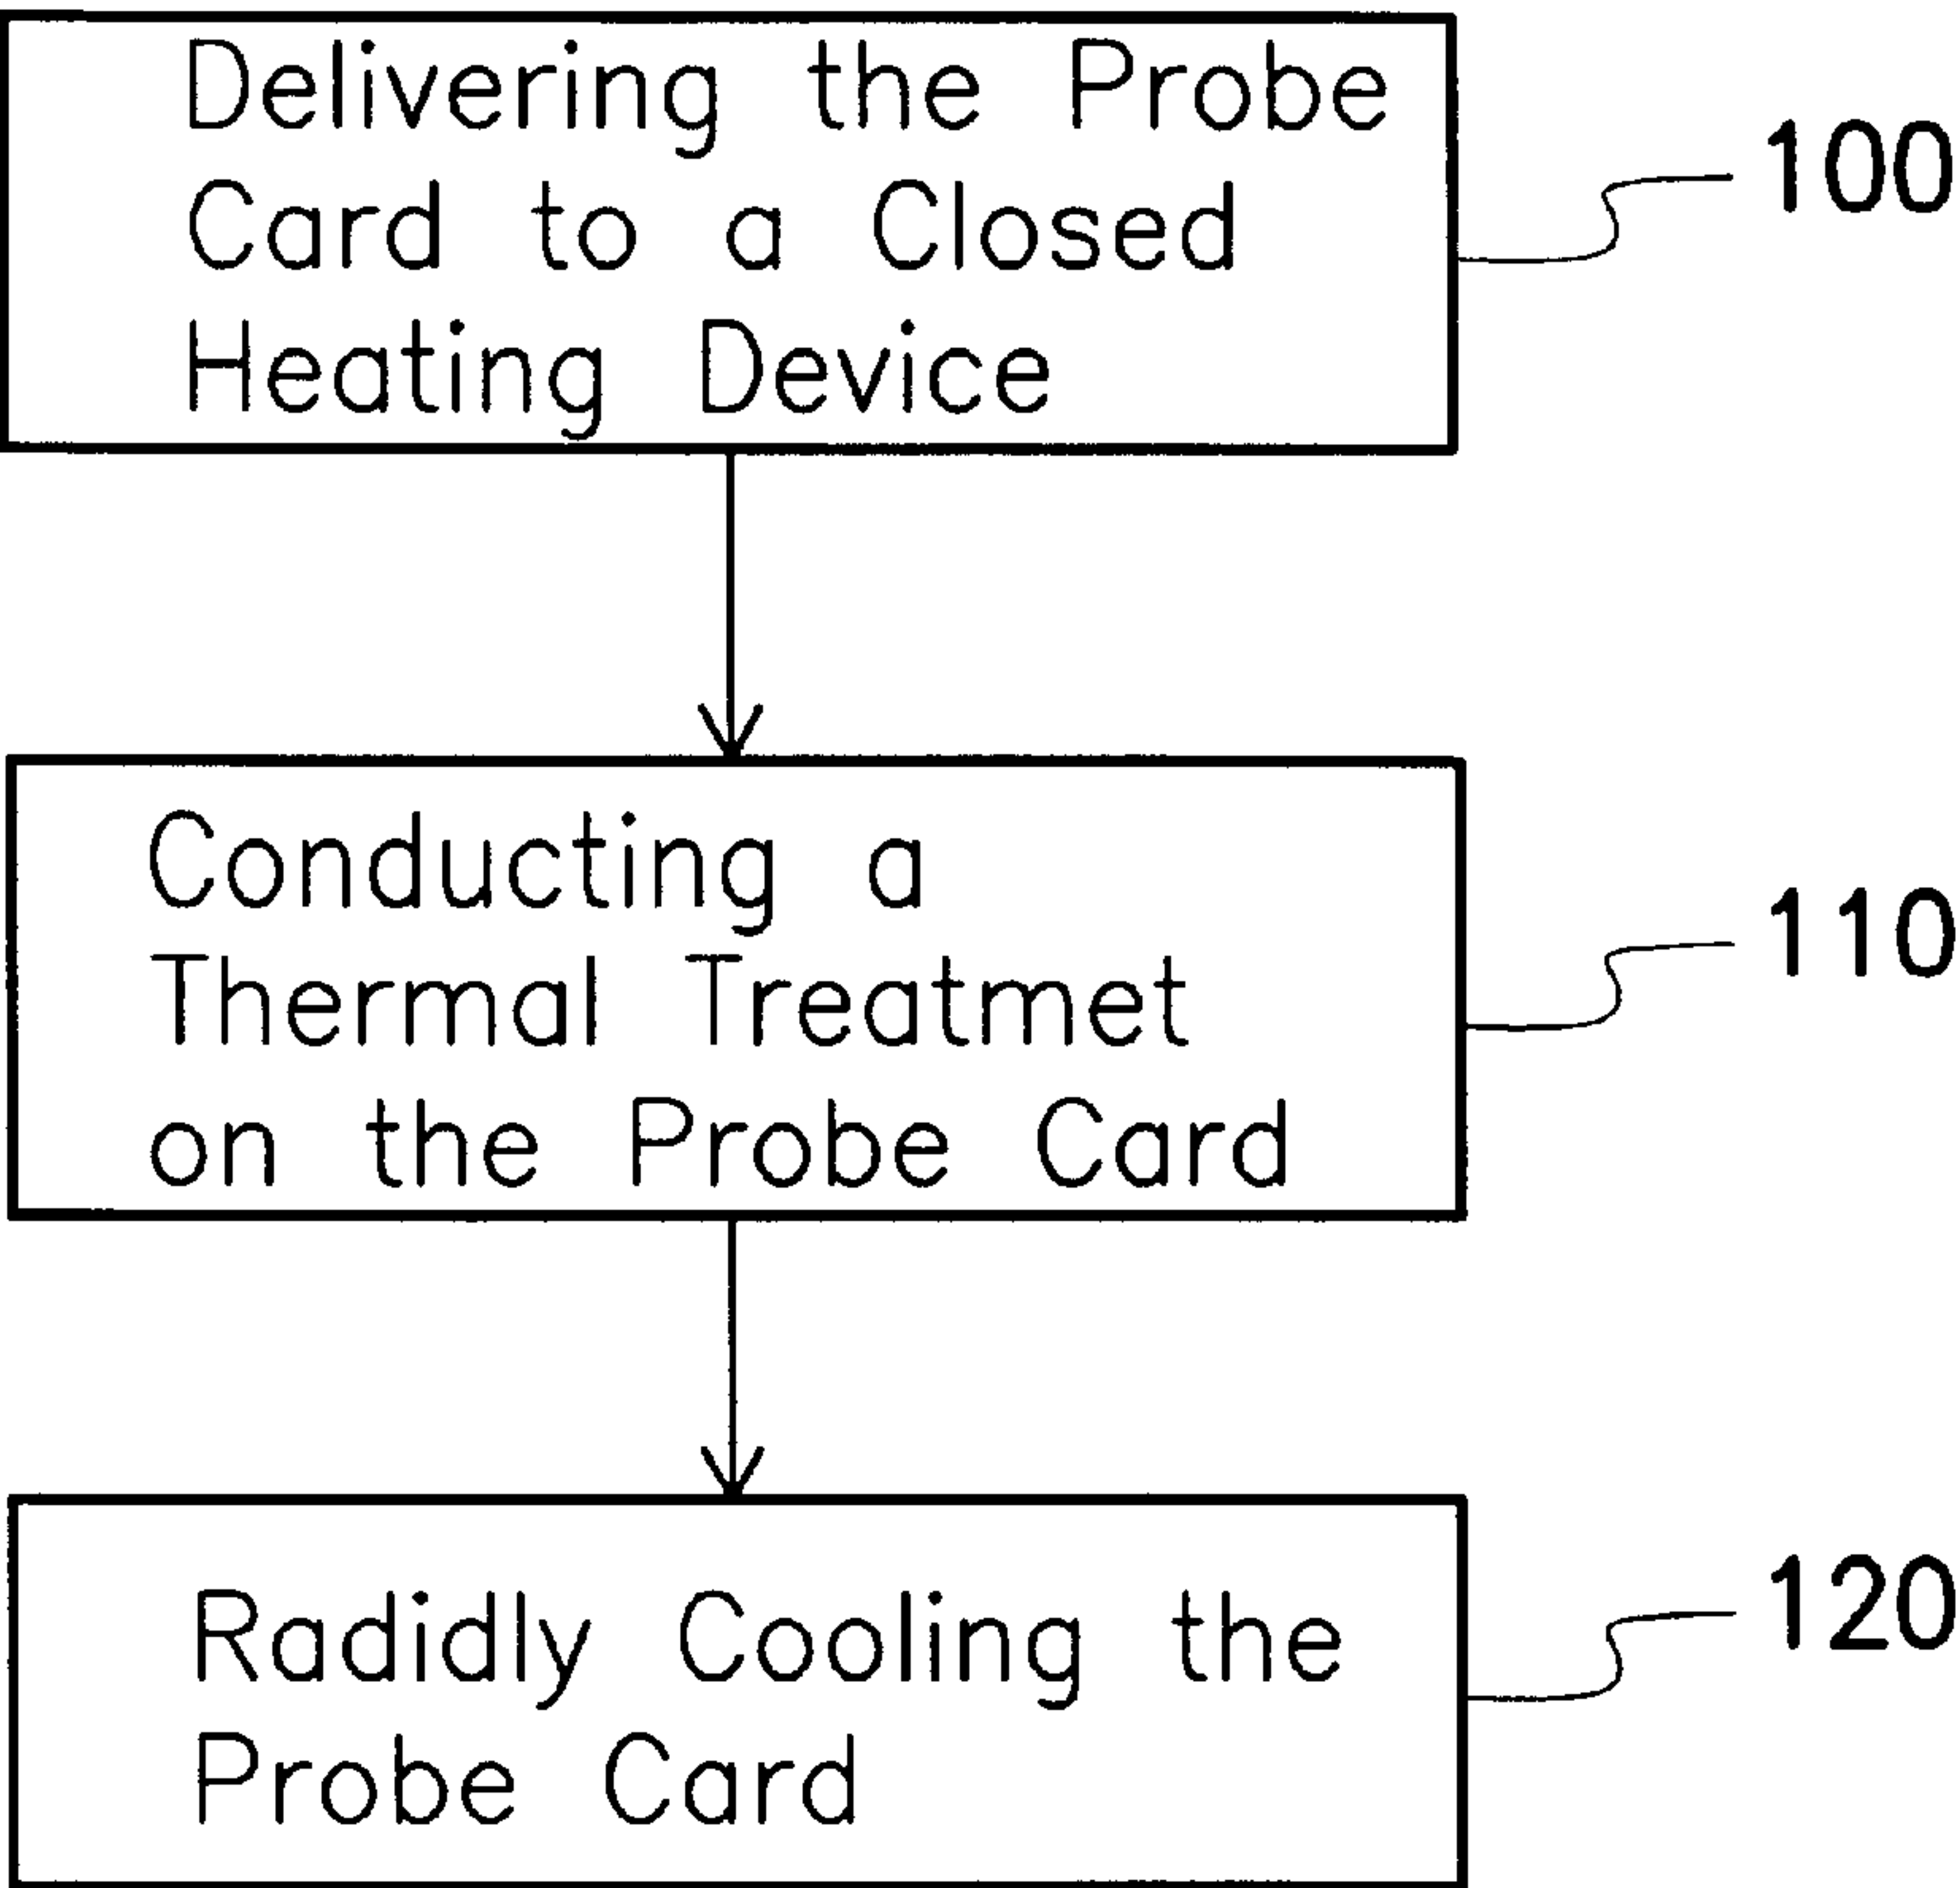 Delivering the Probe
Card to a Closed
Heating Device
100
Conducting a
Thermal Treatmet
on the Probe Card
110
Radidly Cooling the
Probe Card
120